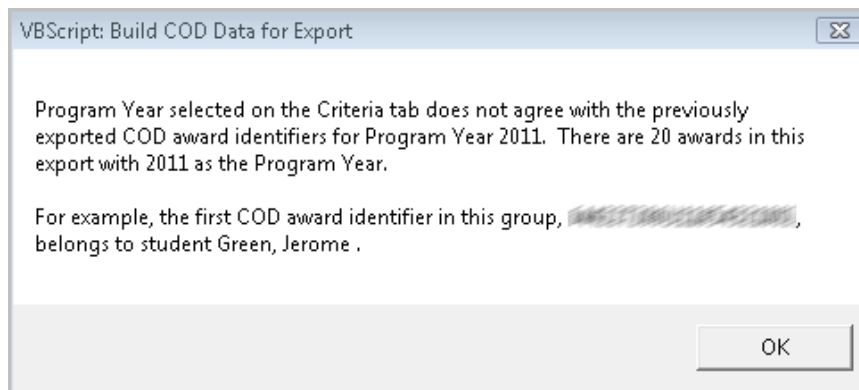 VBScript: Build COD Data for Export
Program Year selected on the Criteria tab does not agree with the previously
exported COD award identifiers for Program Year 2011.  There are 20 awards in this
export with 2011 as the Program Year.
For example, the first COD award identifier in this group, ,
belongs to student Green, Jerome .
OK